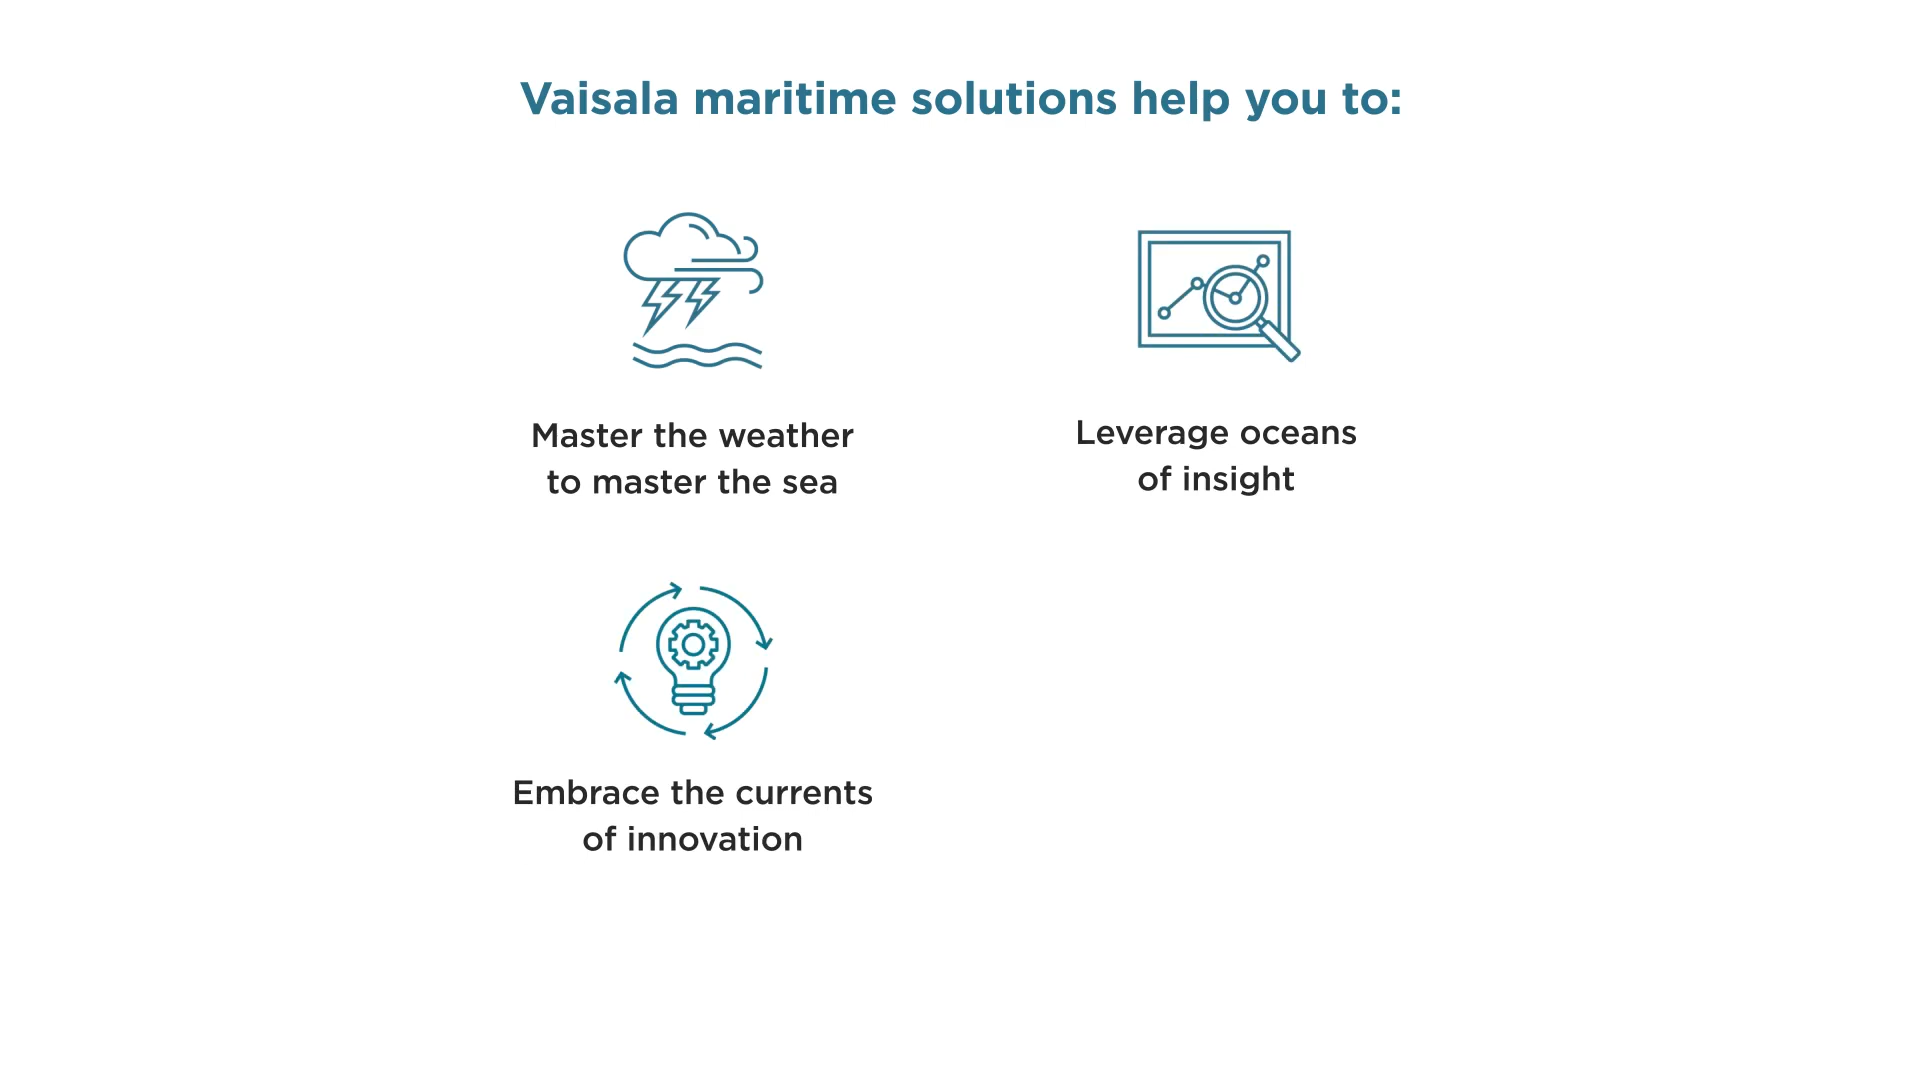 Vaisala maritime solutions help you to:
Master the weather
to master the sea
Leverage oceans
of insight
Embrace the currents
of innovation